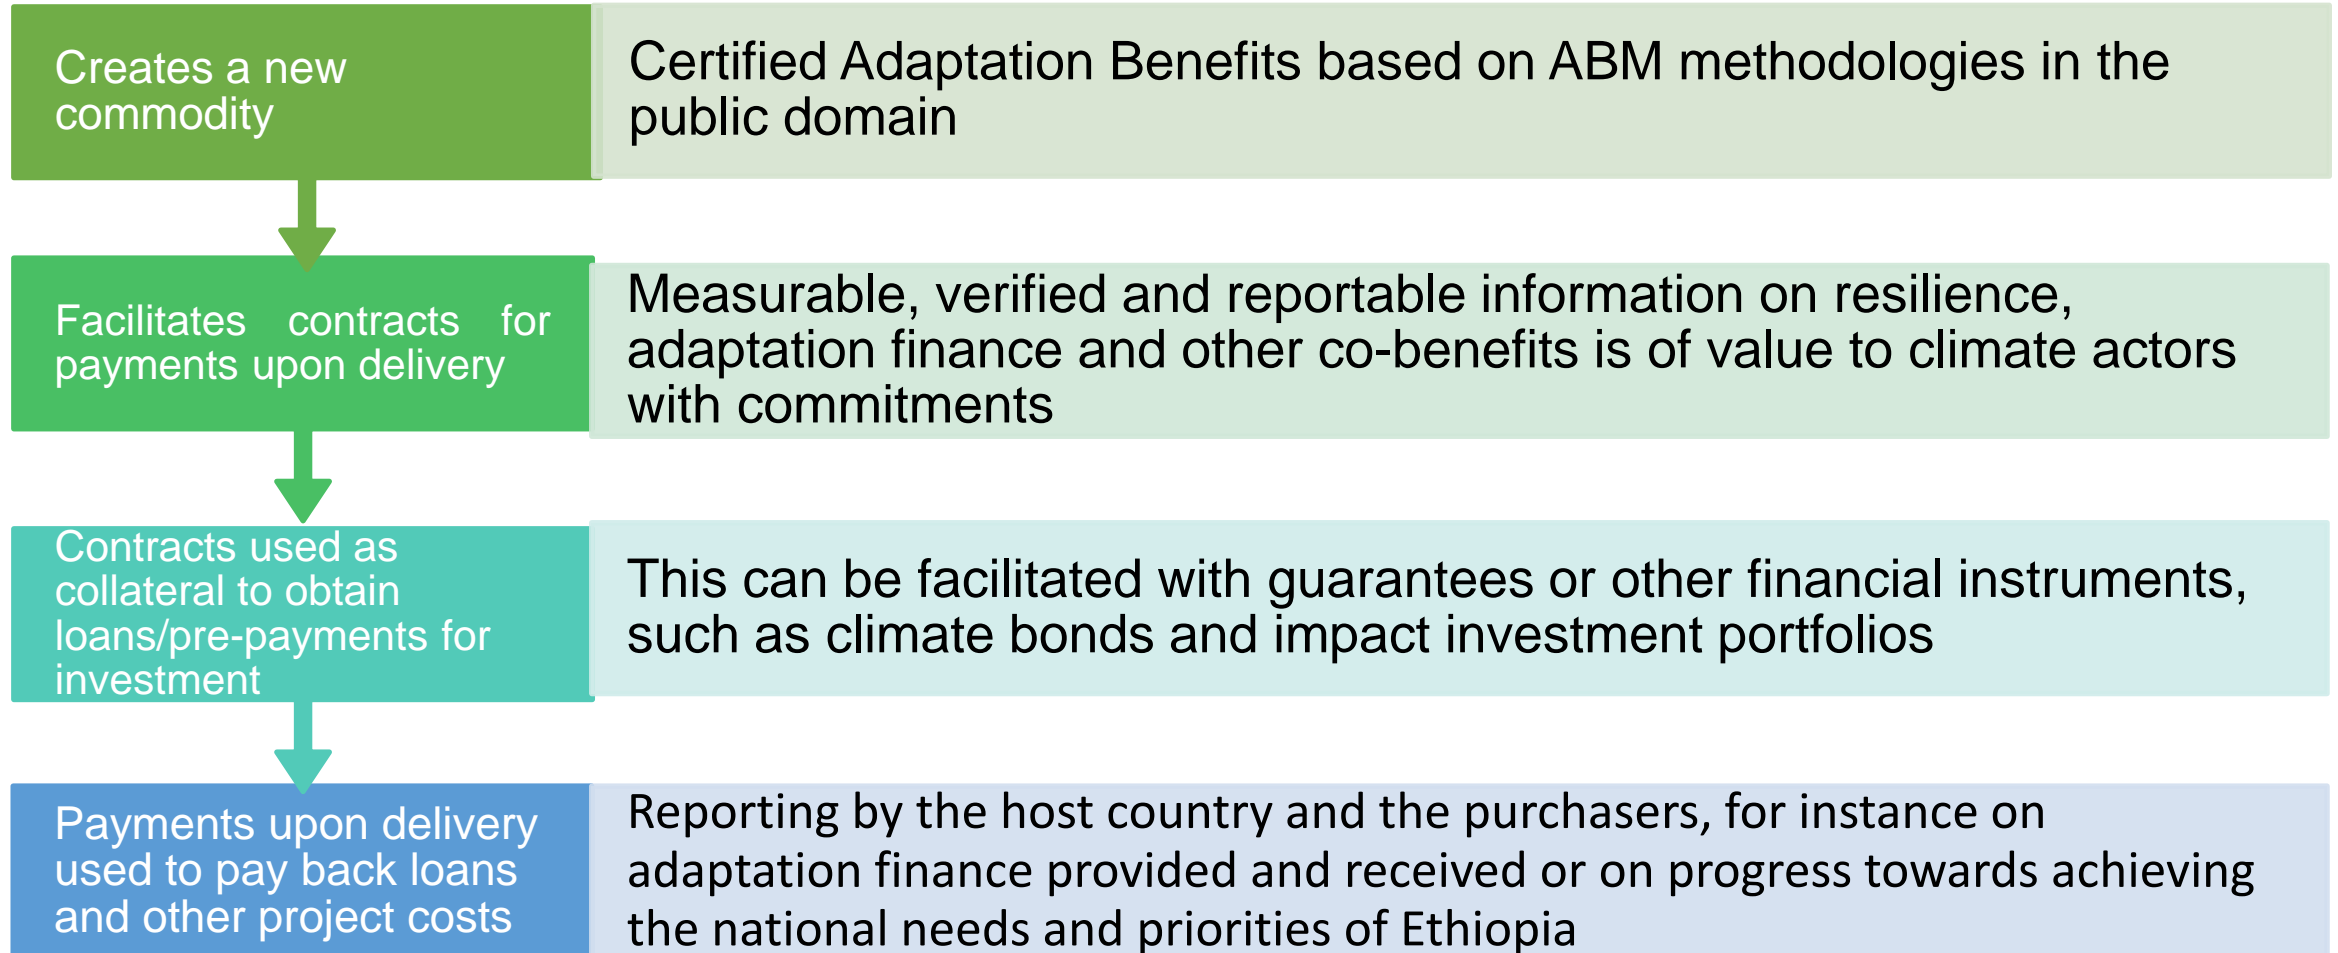 Creates a new
commodity
Certified Adaptation Benefits based on ABM methodologies in the
public domain
Facilitates contracts for
payments upon delivery
Measurable, verified and reportable information on resilience,
adaptation finance and other co-benefits is of value to climate actors
with commitments
Contracts used as
collateral to obtain
loans/pre-payments for
investment
This can be facilitated with guarantees or other financial instruments,
such as climate bonds and impact investment portfolios
Payments upon delivery
used to pay back loans
and other project costs
Reporting by the host country and the purchasers, for instance on
adaptation finance provided and received or on progress towards achieving
the national needs and priorities of Ethiopia